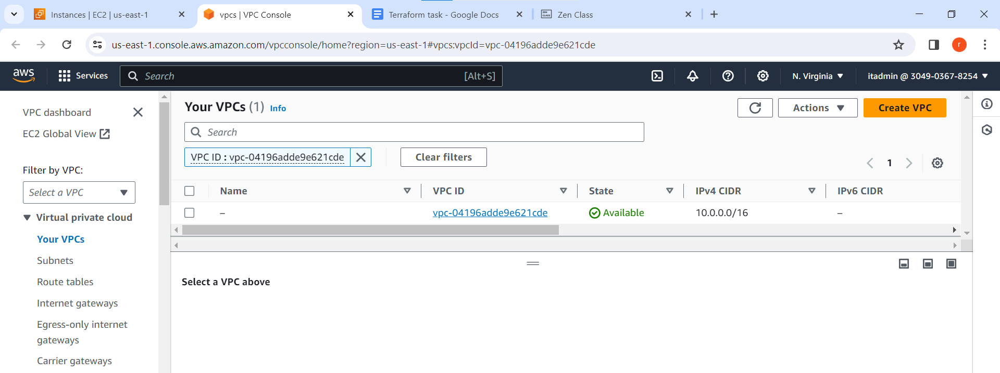 Instances | EC2 | us-east-1
vpcs | VPC Console
Terraform task - Google Docs
ZEN CLASS
Zen Class
us-east-1.console.aws.amazon.com/vpcconsole/home?region=us-east-1#vpcs:vpcId=vpc-04196adde9e621cde
r
aws
Services
Search
[Alt+S]
N. Virginia
itadmin @ 3049-0367-8254
VPC dashboard
EC2 Global View
Filter by VPC:
Select a VPC
Virtual private cloud
Your VPCs
Subnets
Route tables
Internet gateways
Egress-only internet
gateways
Carrier gateways
Your VPCs (1) Info
Actions
Create VPC
Search
VPC ID : vpc-04196adde9e621cde
Clear filters
1
Name VPC ID State IPv4 CIDR IPv6 CIDR
– vpc-04196adde9e621cde Available 10.0.0.0/16 –
Select a VPC above